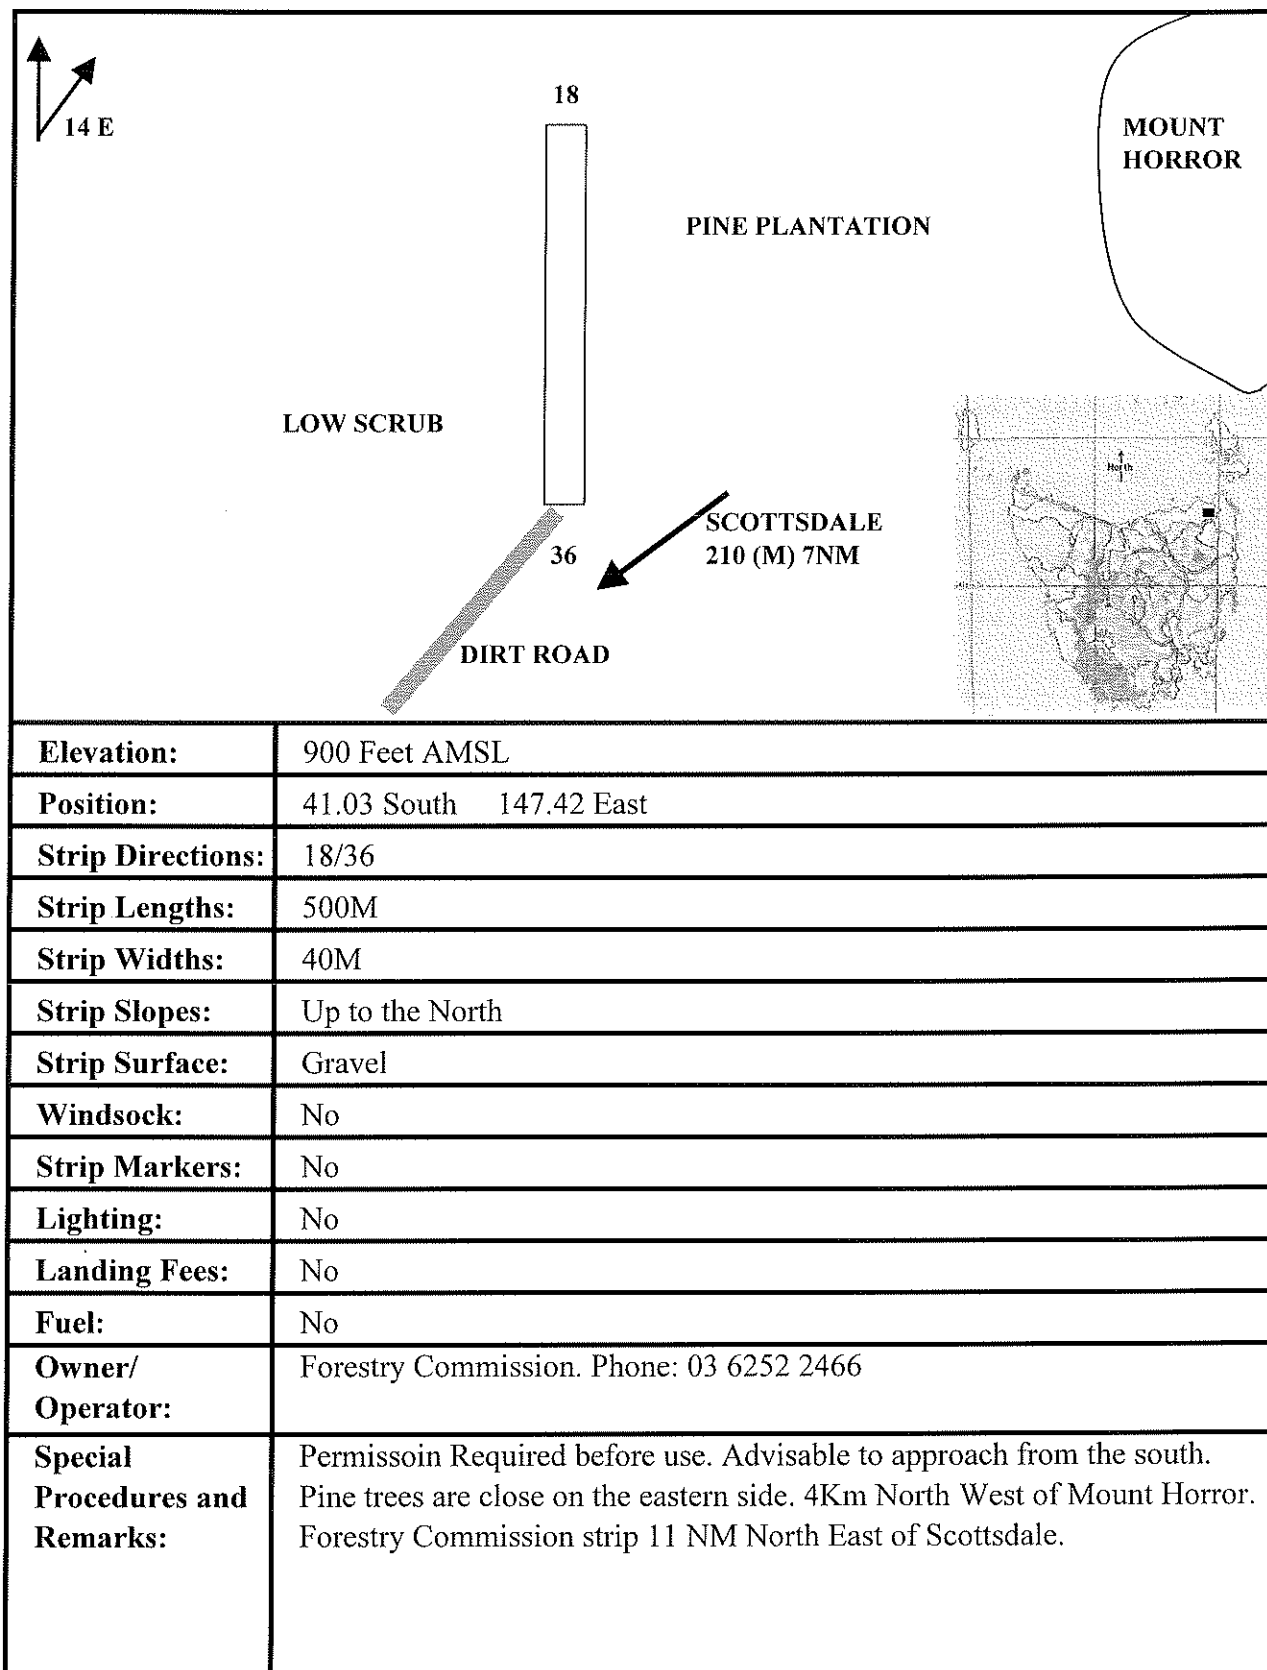 14 E
18
MOUNT
HORROR
PINE PLANTATION
LOW SCRUB
North
SCOTTSDALE
210 (M) 7NM
36
DIRT ROAD
Elevation: 900 Feet AMSL
Position: 41.03 South 147.42 East
Strip Directions: 18/36
Strip Lengths: 500M
Strip Widths: 40M
Strip Slopes: Up to the North
Strip Surface: Gravel
Windsock: No
Strip Markers: No
Lighting: No
Landing Fees: No
Fuel: No
Owner/ Forestry Commission. Phone: 03 6252 2466
Operator:
Special Permissoin Required before use. Advisable to approach from the south.
Procedures and Pine trees are close on the eastern side. 4Km North West of Mount Horror.
Remarks: Forestry Commission strip 11 NM North East of Scottsdale.